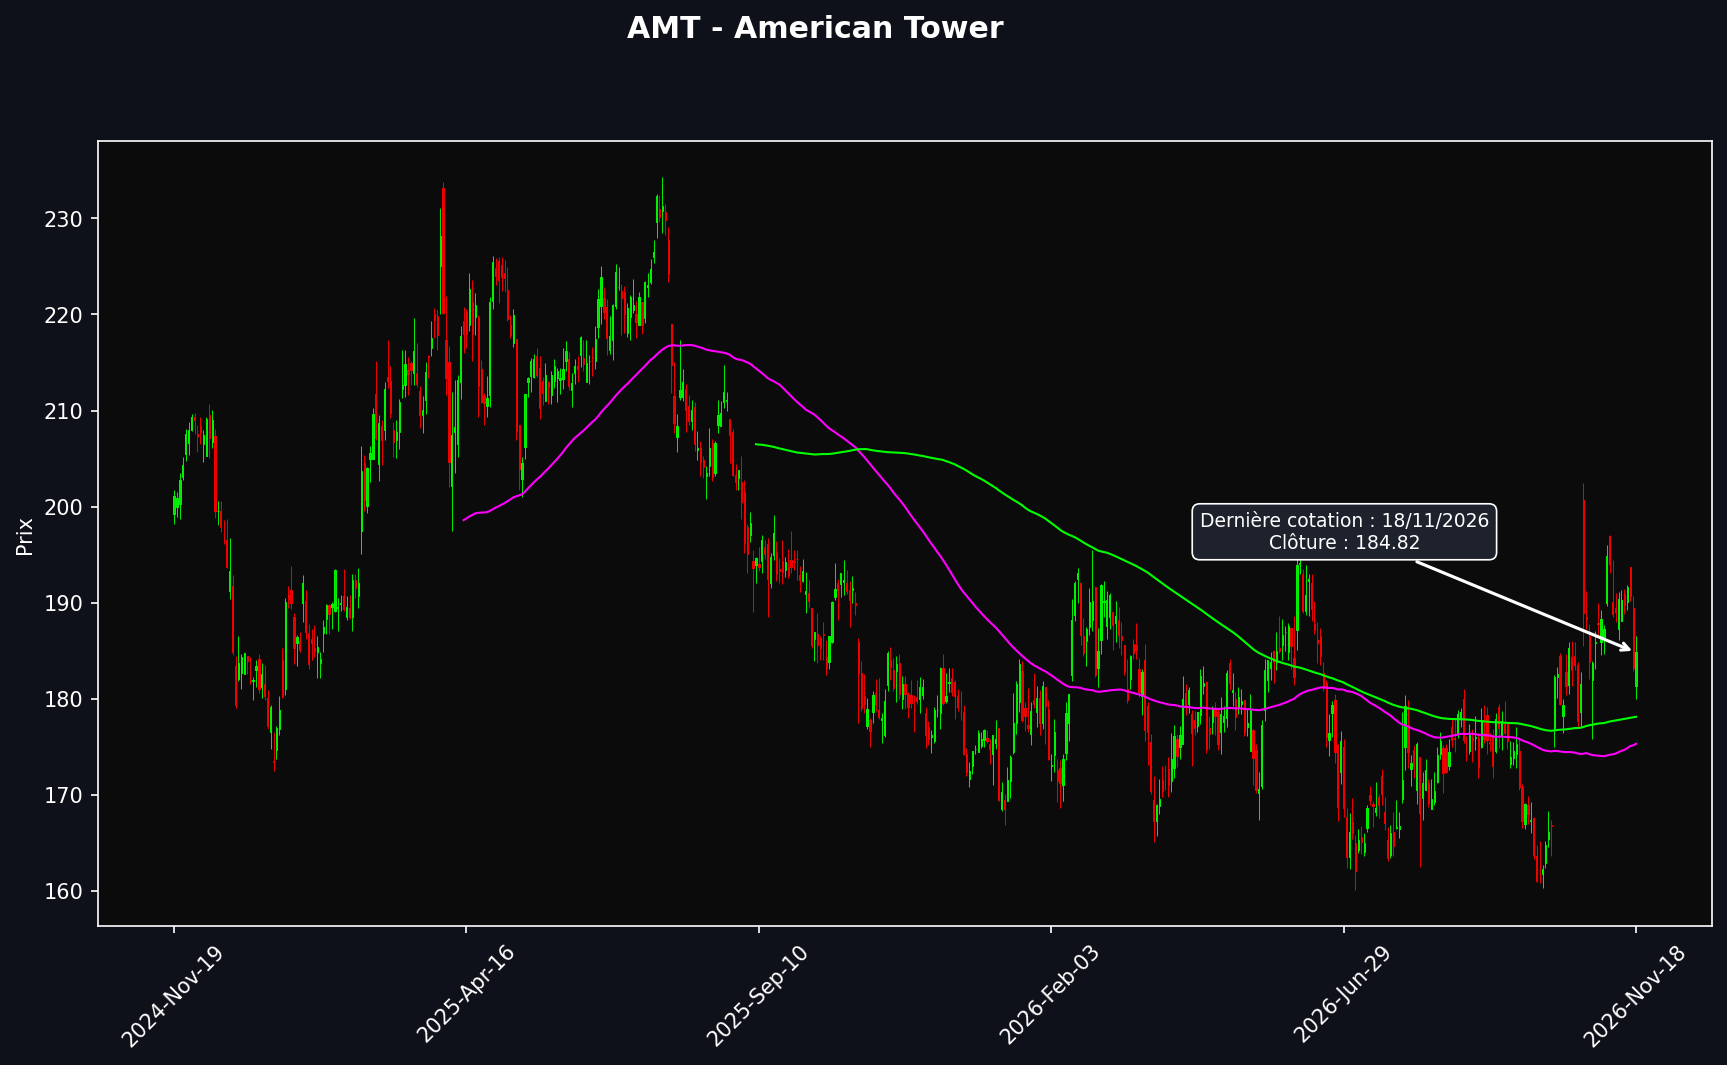 AMT - American Tower
Prix
230
220
210
200
190
180
170
160
Dernière cotation : 18/11/2026
Clôture : 184.82
2024-Nov-19
2025-Apr-16
2025-Sep-10
2026-Feb-03
2026-Jun-29
2026-Nov-18